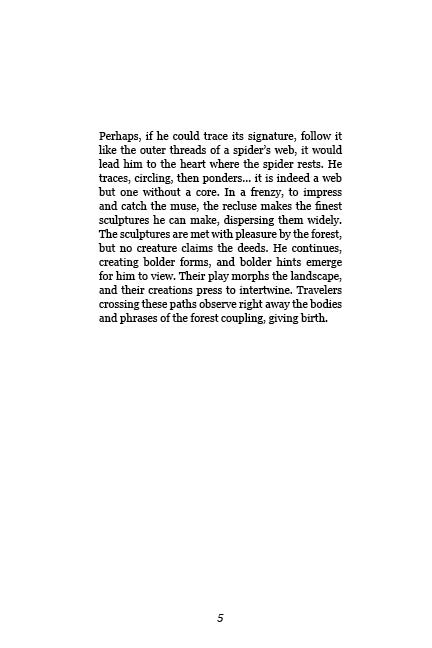 Perhaps, if he could trace its signature, follow it
like the outer threads of a spider’s web, it would
lead him to the heart where the spider rests. He
traces, circling, then ponders... it is indeed a web
but one without a core. In a frenzy, to impress
and catch the muse, the recluse makes the finest
sculptures he can make, dispersing them widely.
The sculptures are met with pleasure by the forest,
but no creature claims the deeds. He continues,
creating bolder forms, and bolder hints emerge
for him to view. Their play morphs the landscape,
and their creations press to intertwine. Travelers
crossing these paths observe right away the bodies
and phrases of the forest coupling, giving birth.
5